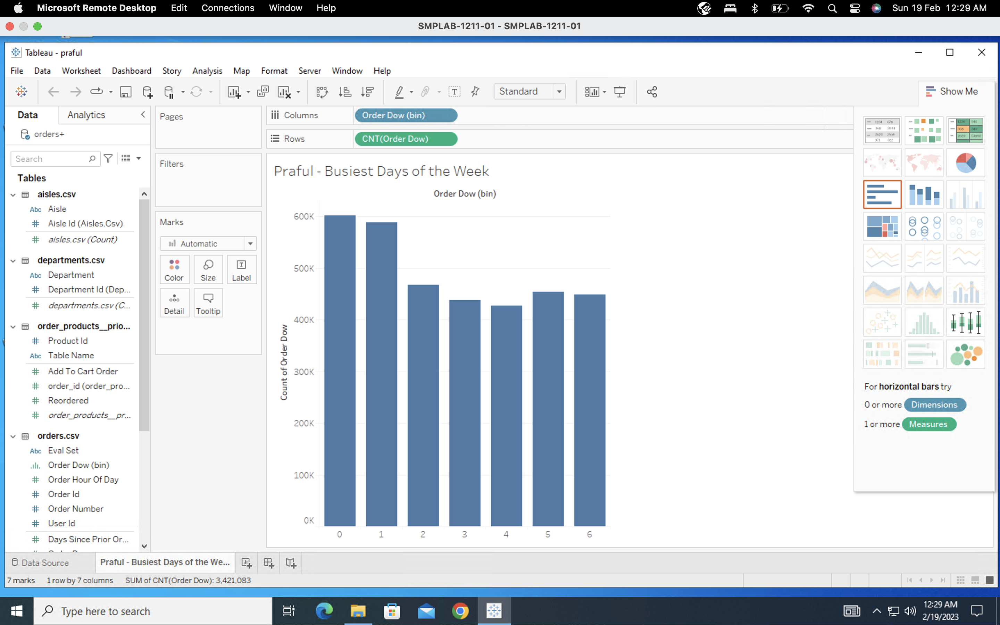 Microsoft Remote Desktop Edit Connections Window Help Sun 19 Feb 12:29 AM
SMPLAB-1211-01 - SMPLAB-1211-01
Tableau - praful
File Data Worksheet Dashboard Story Analysis Map Format Server Window Help
Standard
Show Me
Data Analytics
orders+
Search
Tables
aisles.csv
Abc Aisle
# Aisle Id (Aisles.Csv)
# aisles.csv (Count)
departments.csv
Abc Department
# Department Id (Dep...
# departments.csv (C...
order_products__prio...
# Product Id
Abc Table Name
# Add To Cart Order
# order_id (order_pro...
# Reordered
# order_products__pr...
orders.csv
Abc Eval Set
Order Dow (bin)
# Order Hour Of Day
# Order Id
# Order Number
# User Id
# Days Since Prior Or...
Pages
Filters
Marks
Automatic
Color Size Label
Detail Tooltip
Columns Order Dow (bin)
Rows CNT(Order Dow)
Praful - Busiest Days of the Week
Order Dow (bin)
600K
500K
400K
300K
200K
100K
0K
Count of Order Dow
0 1 2 3 4 5 6
For horizontal bars try
0 or more Dimensions
1 or more Measures
Data Source Praful - Busiest Days of the We...
7 marks 1 row by 7 columns SUM of CNT(Order Dow): 3,421,083
Type here to search
12:29 AM
2/19/2023